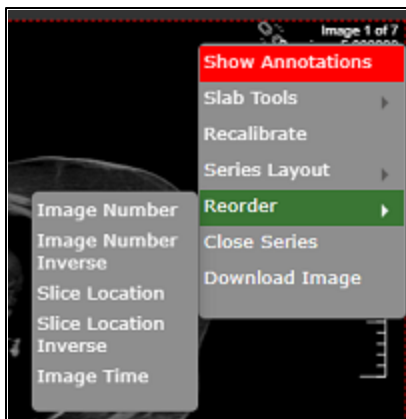 Image 1 of 7
Show Annotations
Slab Tools
Recalibrate
Series Layout
Reorder
Close Series
Download Image
Image Number
Image Number
Inverse
Slice Location
Slice Location
Inverse
Image Time